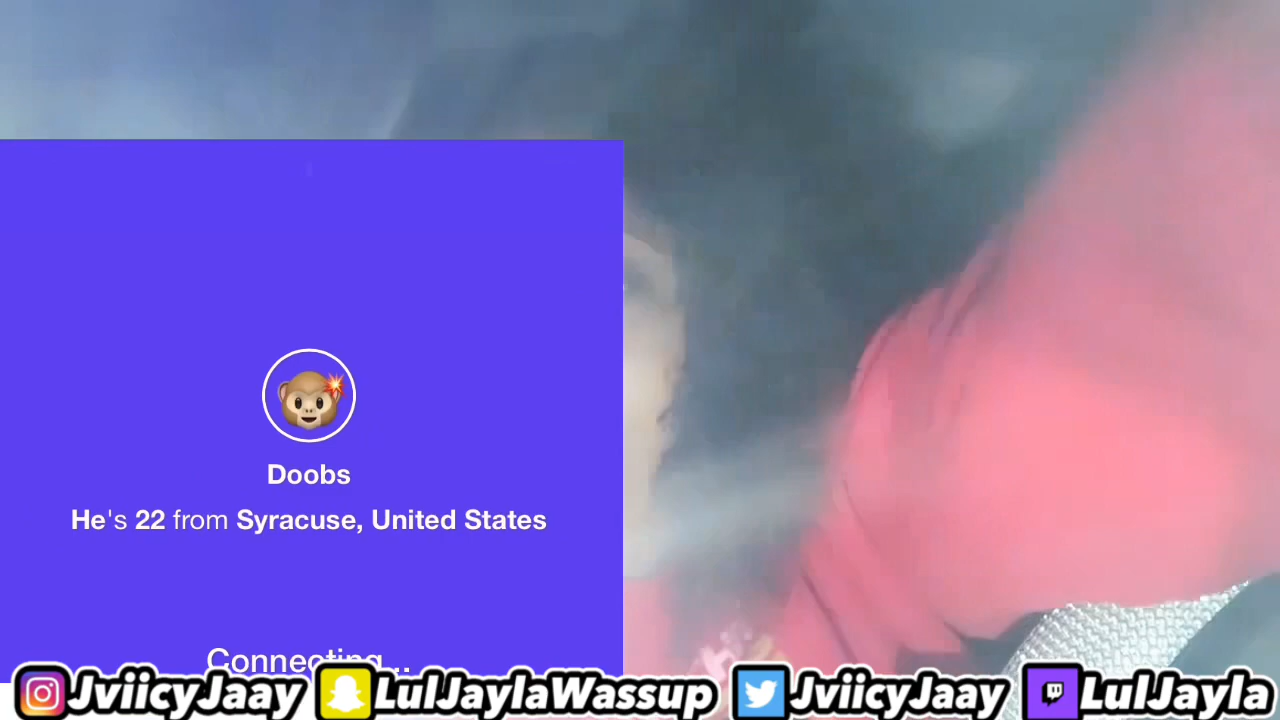 Doobs
He's 22 from Syracuse, United States
Connecting...
JviicyJaay LulJaylaWassup JviicyJaay LulJayla